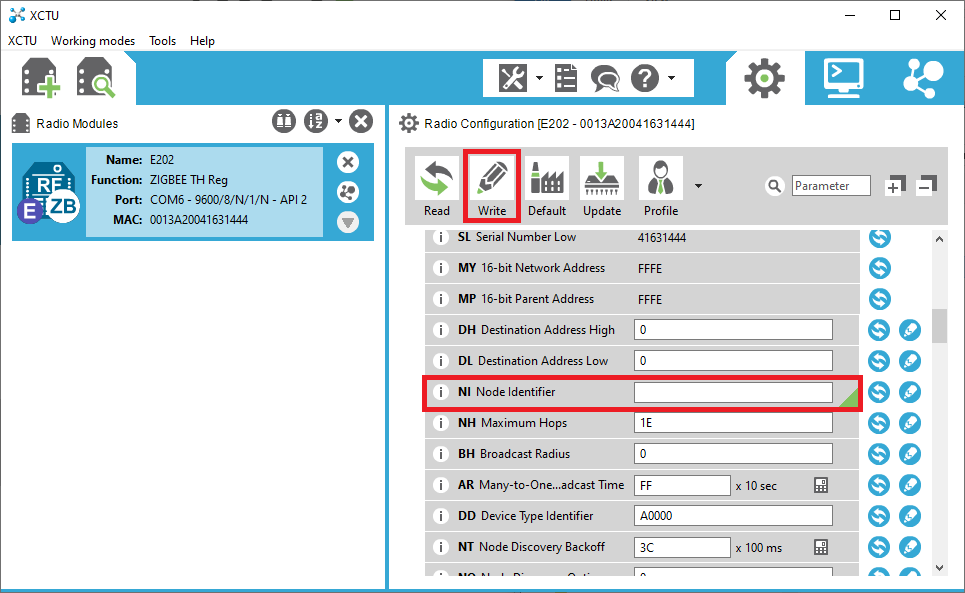 XCTU
XCTU Working modes Tools Help
Radio Modules
Name: E202
Function: ZIGBEE TH Reg
Port: COM6 - 9600/8/N/1/N - API 2
MAC: 0013A20041631444
RF
E ZB
Radio Configuration [E202 - 0013A20041631444]
Read Write Default Update Profile
Parameter
i SL Serial Number Low 41631444
i MY 16-bit Network Address FFFE
i MP 16-bit Parent Address FFFE
i DH Destination Address High 0
i DL Destination Address Low 0
i NI Node Identifier
i NH Maximum Hops 1E
i BH Broadcast Radius 0
i AR Many-to-One...adcast Time FF x 10 sec
i DD Device Type Identifier A0000
i NT Node Discovery Backoff 3C x 100 ms